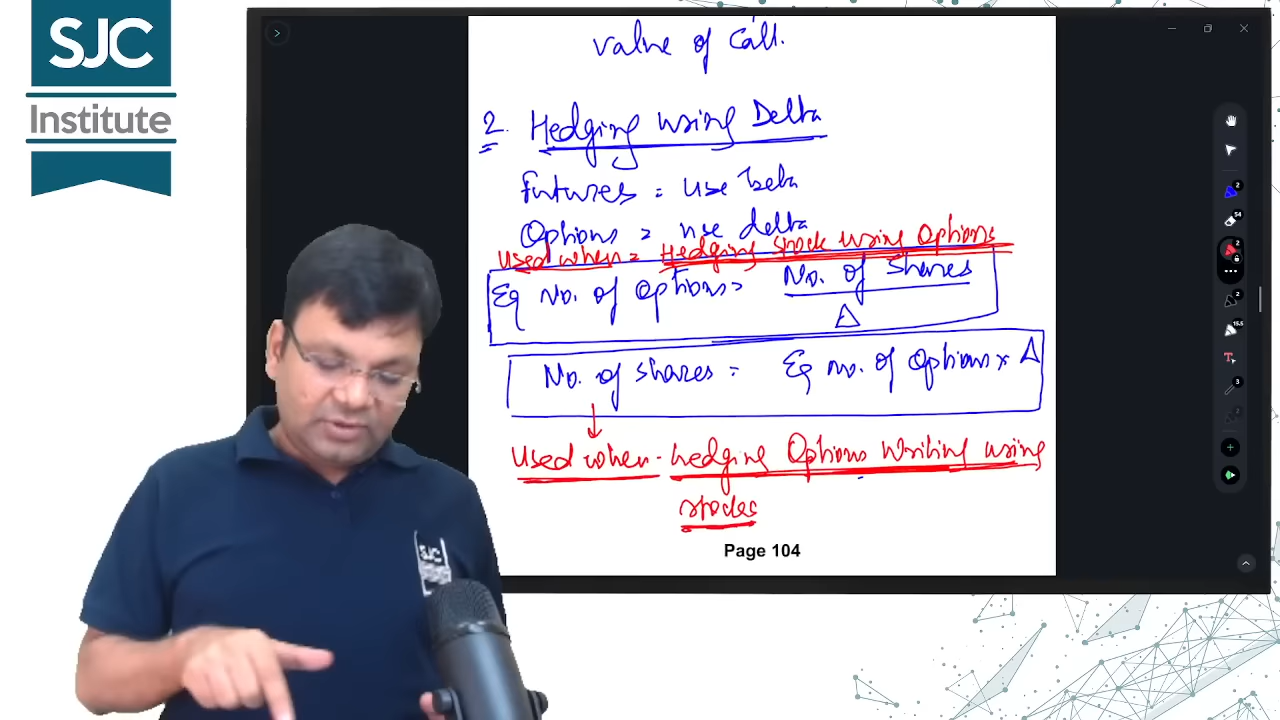 SJC
Institute
value of Call.
2. Hedging using Delta
Futures = use beta
Options = use delta
Used when = Hedging stock using Options
Eq No. of options = No. of shares
Δ
No. of shares = Eq no. of Options × Δ
Used when - hedging Options Writing using
stocks
Page 104
SJC